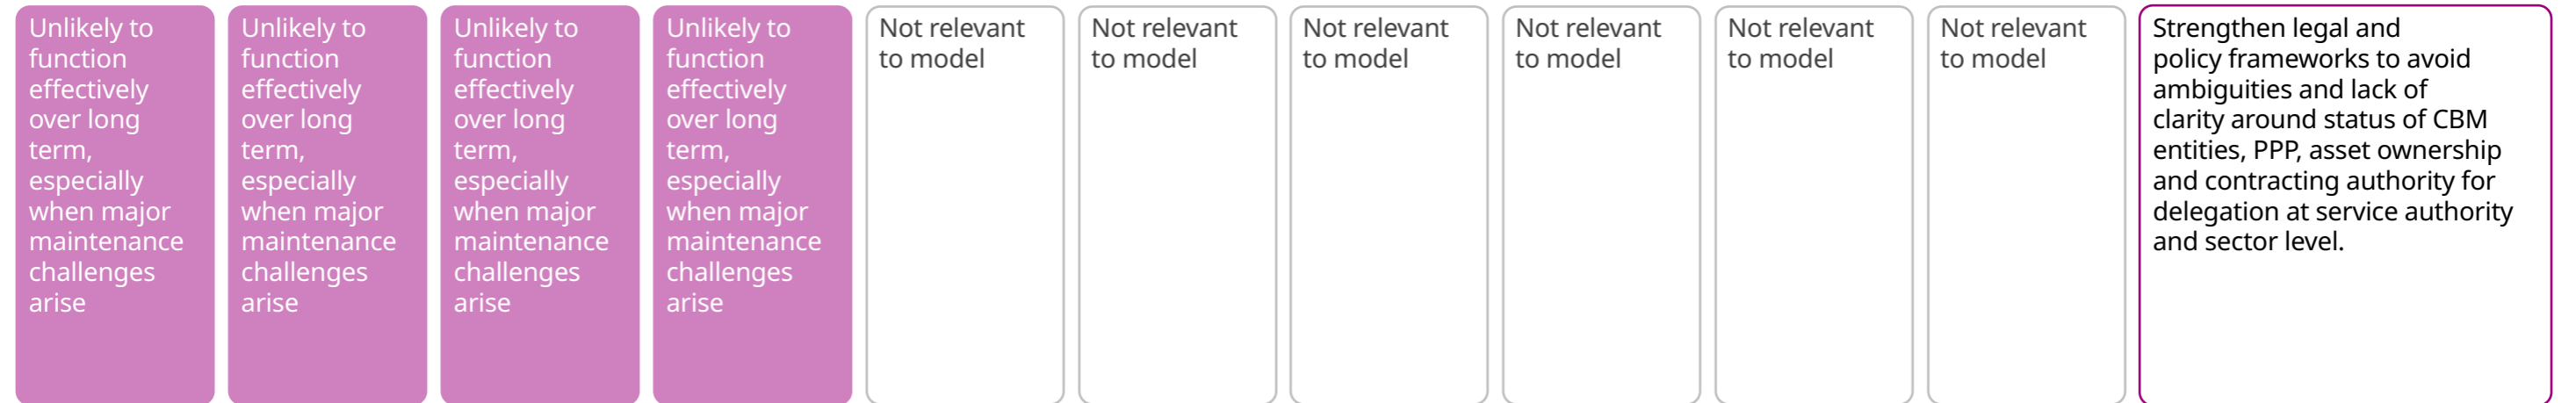 Unlikely to
function
effectively
over long
term,
especially
when major
maintenance
challenges
arise
Unlikely to
function
effectively
over long
term,
especially
when major
maintenance
challenges
arise
Unlikely to
function
effectively
over long
term,
especially
when major
maintenance
challenges
arise
Unlikely to
function
effectively
over long
term,
especially
when major
maintenance
challenges
arise
Not relevant
to model
Not relevant
to model
Not relevant
to model
Not relevant
to model
Not relevant
to model
Not relevant
to model
Strengthen legal and
policy frameworks to avoid
ambiguities and lack of
clarity around status of CBM
entities, PPP, asset ownership
and contracting authority for
delegation at service authority
and sector level.